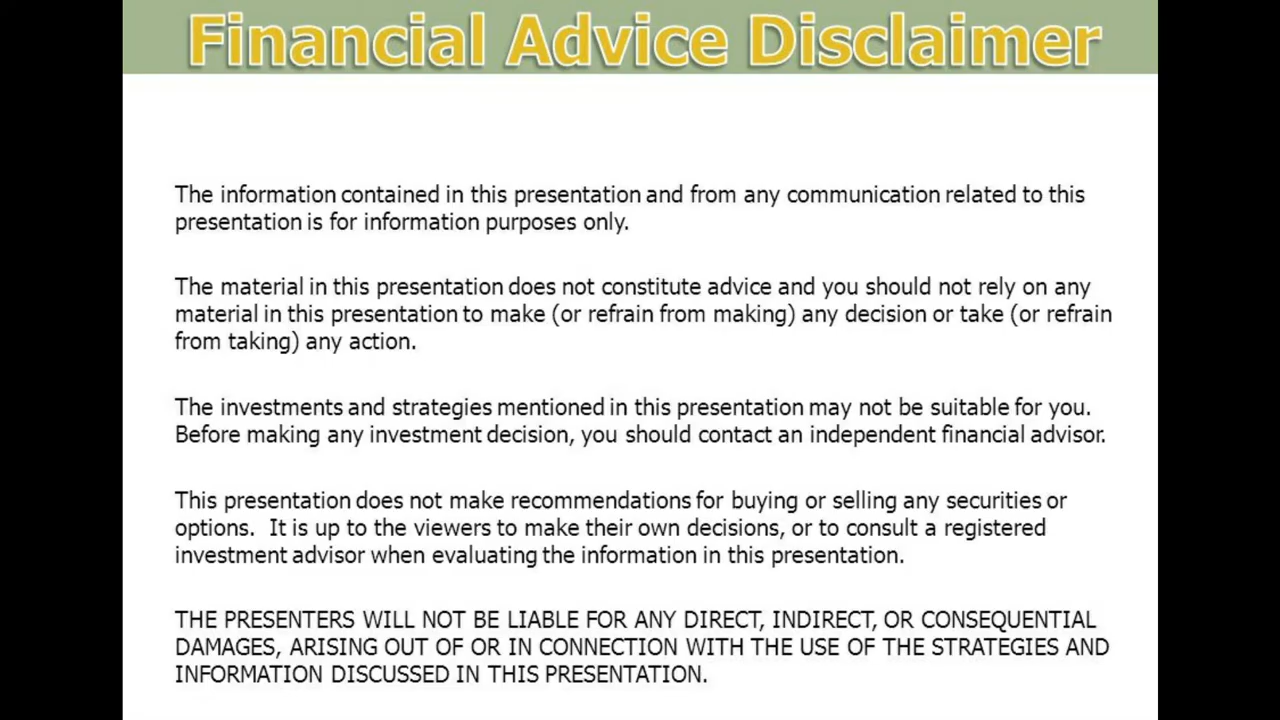 Financial Advice Disclaimer
The information contained in this presentation and from any communication related to this
presentation is for information purposes only.
The material in this presentation does not constitute advice and you should not rely on any
material in this presentation to make (or refrain from making) any decision or take (or refrain
from taking) any action.
The investments and strategies mentioned in this presentation may not be suitable for you.
Before making any investment decision, you should contact an independent financial advisor.
This presentation does not make recommendations for buying or selling any securities or
options.  It is up to the viewers to make their own decisions, or to consult a registered
investment advisor when evaluating the information in this presentation.
THE PRESENTERS WILL NOT BE LIABLE FOR ANY DIRECT, INDIRECT, OR CONSEQUENTIAL
DAMAGES, ARISING OUT OF OR IN CONNECTION WITH THE USE OF THE STRATEGIES AND
INFORMATION DISCUSSED IN THIS PRESENTATION.